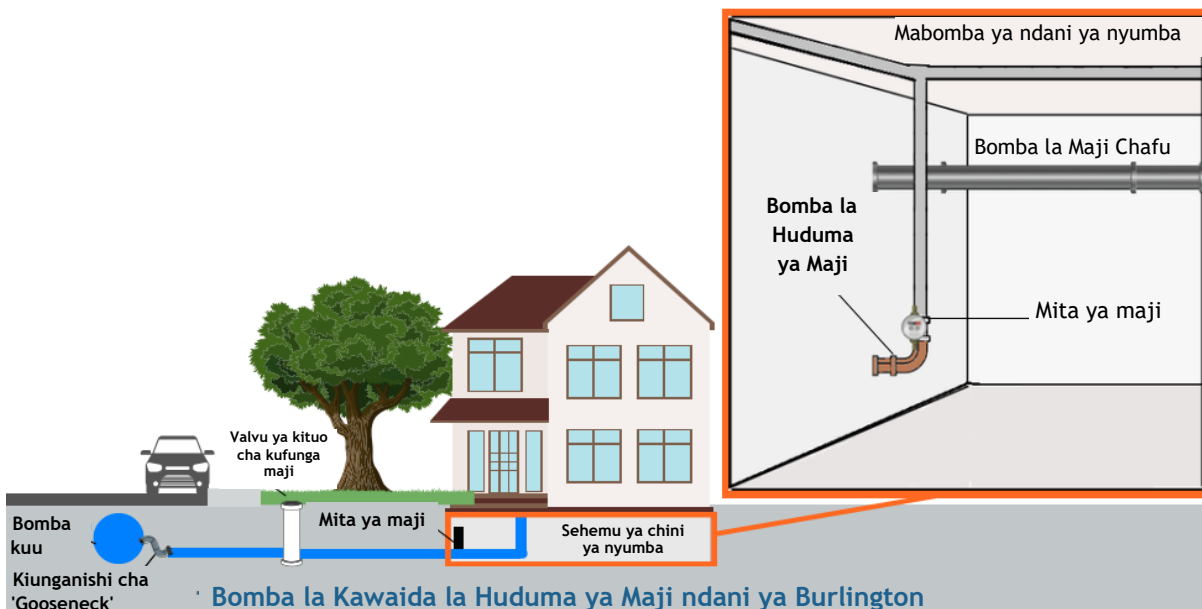 Mabomba ya ndani ya nyumba
Bomba la Maji Chafu
Bomba la
Huduma
ya Maji
Mita ya maji
Valvu ya kituo
cha kufunga
maji
Mita ya maji
Sehemu ya chini
ya nyumba
Bomba
kuu
Kiunganishi cha
'Gooseneck'
Bomba la Kawaida la Huduma ya Maji ndani ya Burlington